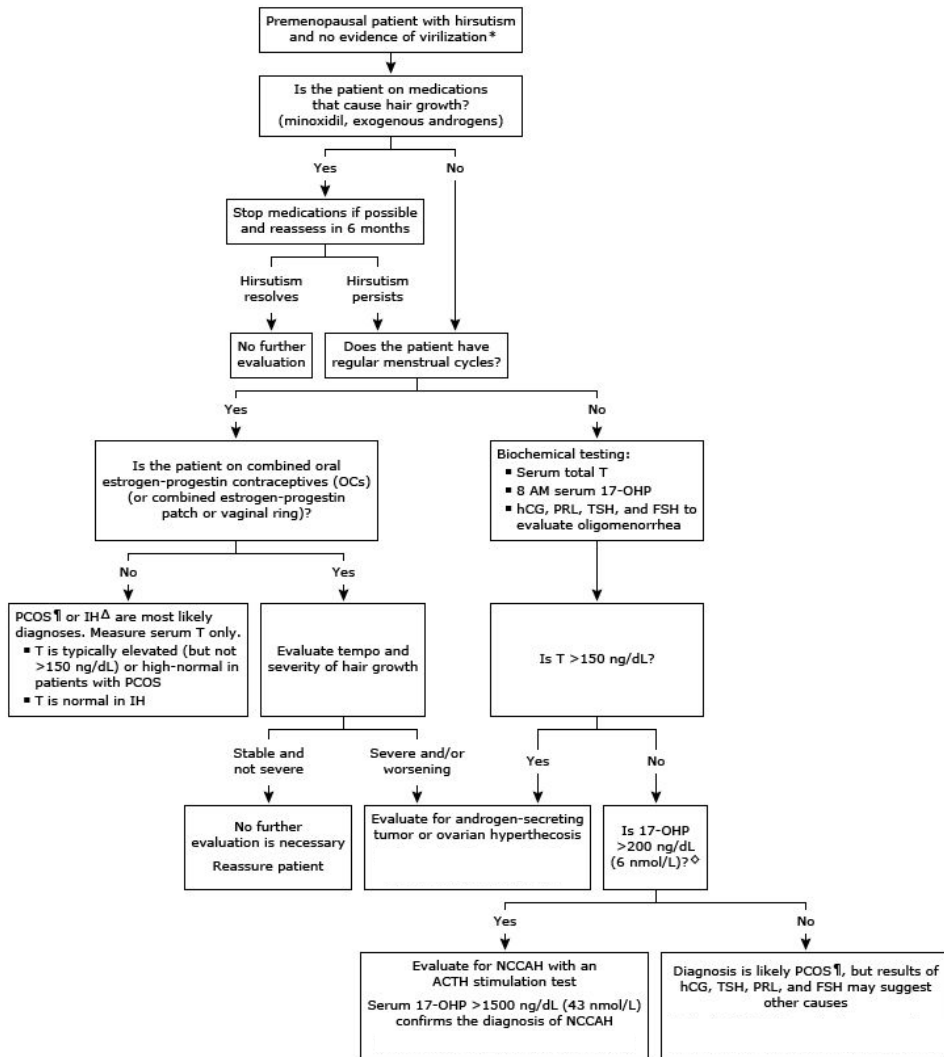 Premenopausal patient with hirsutism
and no evidence of virilization*
Is the patient on medications
that cause hair growth?
(minoxidil, exogenous androgens)
Yes
No
Stop medications if possible
and reassess in 6 months
Hirsutism
resolves
Hirsutism
persists
No further
evaluation
Does the patient have
regular menstrual cycles?
Yes
No
Is the patient on combined oral
estrogen-progestin contraceptives (OCs)
(or combined estrogen-progestin
patch or vaginal ring)?
Biochemical testing:
▪ Serum total T
▪ 8 AM serum 17-OHP
▪ hCG, PRL, TSH, and FSH to
evaluate oligomenorrhea
No
Yes
PCOS¶ or IHΔ are most likely
diagnoses. Measure serum T only.
▪ T is typically elevated (but not
>150 ng/dL) or high-normal in
patients with PCOS
▪ T is normal in IH
Evaluate tempo and
severity of hair growth
Is T >150 ng/dL?
Stable and
not severe
Severe and/or
worsening
Yes
No
No further
evaluation is necessary
Reassure patient
Evaluate for androgen-secreting
tumor or ovarian hyperthecosis
Is 17-OHP
>200 ng/dL
(6 nmol/L)?◇
Yes
No
Evaluate for NCCAH with an
ACTH stimulation test
Serum 17-OHP >1500 ng/dL (43 nmol/L)
confirms the diagnosis of NCCAH
Diagnosis is likely PCOS¶, but results of
hCG, TSH, PRL, and FSH may suggest
other causes